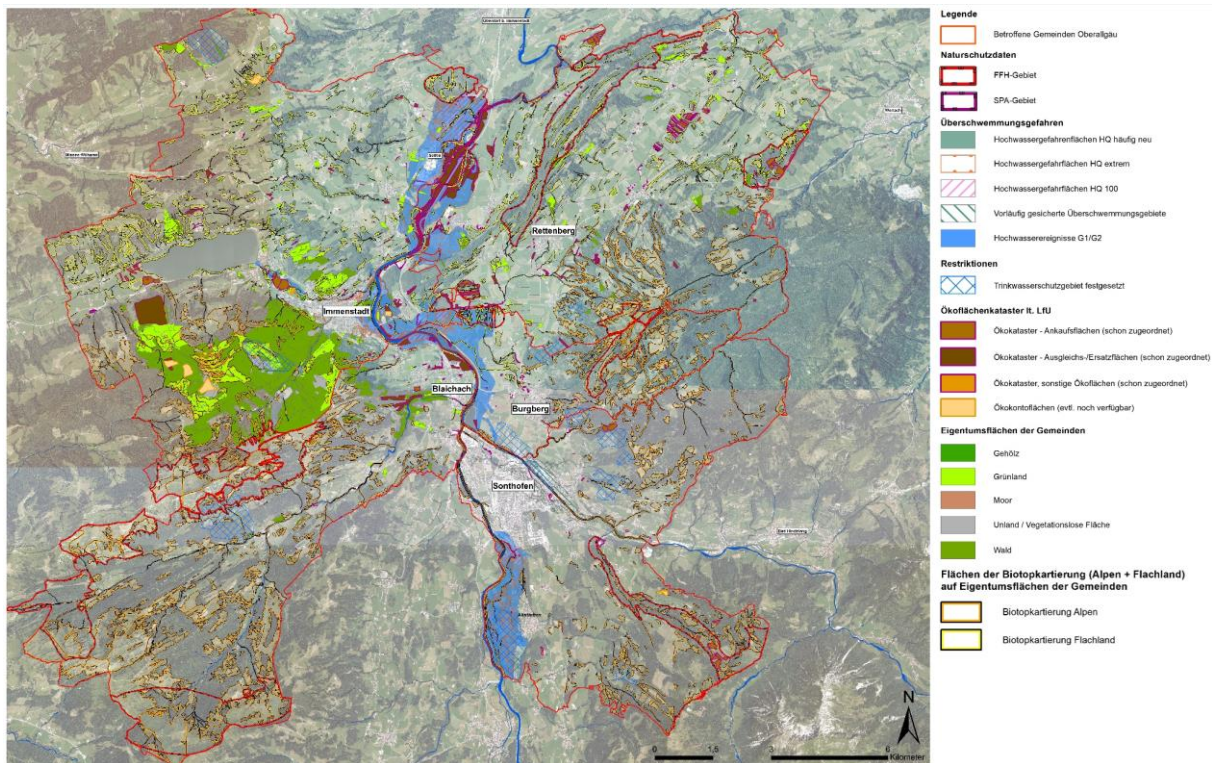 Rettenberg
Immenstadt
Blaichach
Burgberg
Sonthofen
N
0 1,5 3 6
Kilometer
Legende
Betroffene Gemeinden Oberallgäu
Naturschutzdaten
FFH-Gebiet
SPA-Gebiet
Überschwemmungsgefahren
Hochwassergefahrenflächen HQ häufig neu
Hochwassergefahrflächen HQ extrem
Hochwassergefahrflächen HQ 100
Vorläufig gesicherte Überschwemmungsgebiete
Hochwasserereignisse G1/G2
Restriktionen
Trinkwasserschutzgebiet festgesetzt
Ökoflächenkataster lt. LfU
Ökokataster - Ankaufsflächen (schon zugeordnet)
Ökokataster - Ausgleichs-/Ersatzflächen (schon zugeordnet)
Ökokataster, sonstige Ökoflächen (schon zugeordnet)
Ökokontoflächen (evtl. noch verfügbar)
Eigentumsflächen der Gemeinden
Gehölz
Grünland
Moor
Unland / Vegetationslose Fläche
Wald
Flächen der Biotopkartierung (Alpen + Flachland)
auf Eigentumsflächen der Gemeinden
Biotopkartierung Alpen
Biotopkartierung Flachland